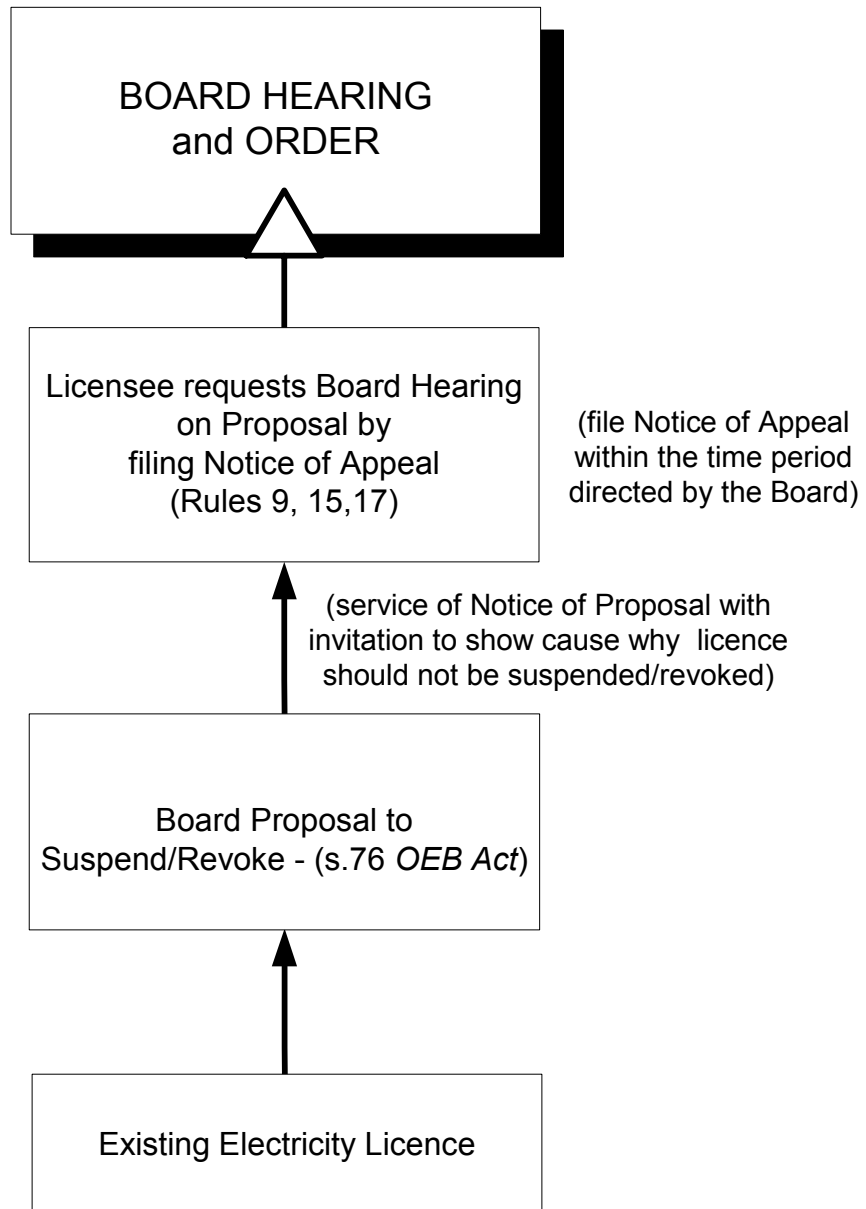 BOARD HEARING
and ORDER
Licensee requests Board Hearing
on Proposal by
filing Notice of Appeal
(Rules 9, 15,17)
(file Notice of Appeal
within the time period
directed by the Board)
(service of Notice of Proposal with
invitation to show cause why licence
should not be suspended/revoked)
Board Proposal to
Suspend/Revoke - (s.76 OEB Act)
Existing Electricity Licence